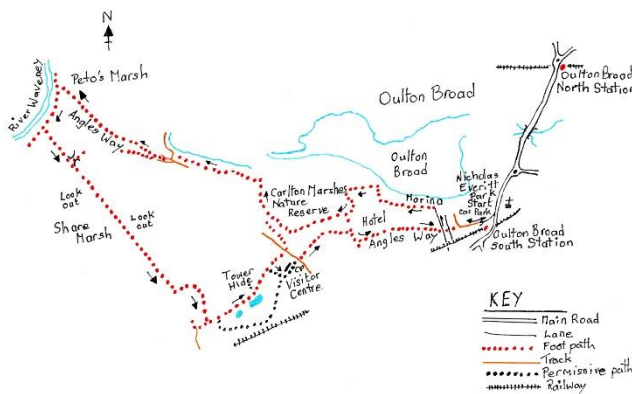 N
Peto's Marsh
River Waveney
Angles Way
Look
out
Share
Marsh
Look
out
Oulton Broad
Oulton
Broad
Carlton Marshes
Nature
Reserve
Marina
Hotel
Angles Way
Nicholas
Everitt
Park
Start
Car Park
Oulton Broad
North Station
Oulton Broad
South Station
Tower
Hide
CP
Visitor
Centre
KEY
Main Road
Lane
Foot path
Track
Permissive path
Railway